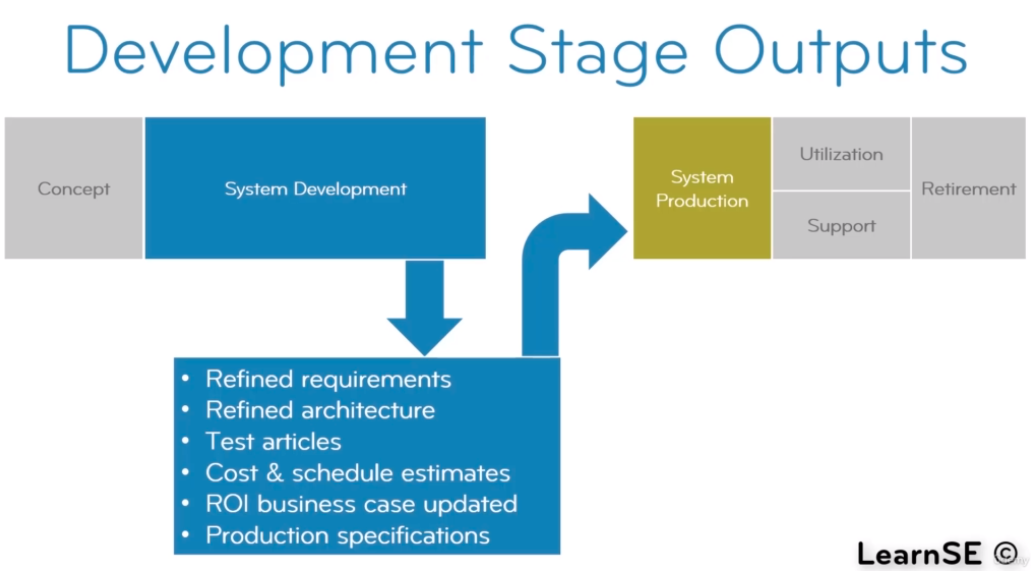 Development Stage Outputs
Concept
System Development
System
Production
Utilization
Support
Retirement
• Refined requirements
• Refined architecture
• Test articles
• Cost & schedule estimates
• ROI business case updated
• Production specifications
LearnSE ©